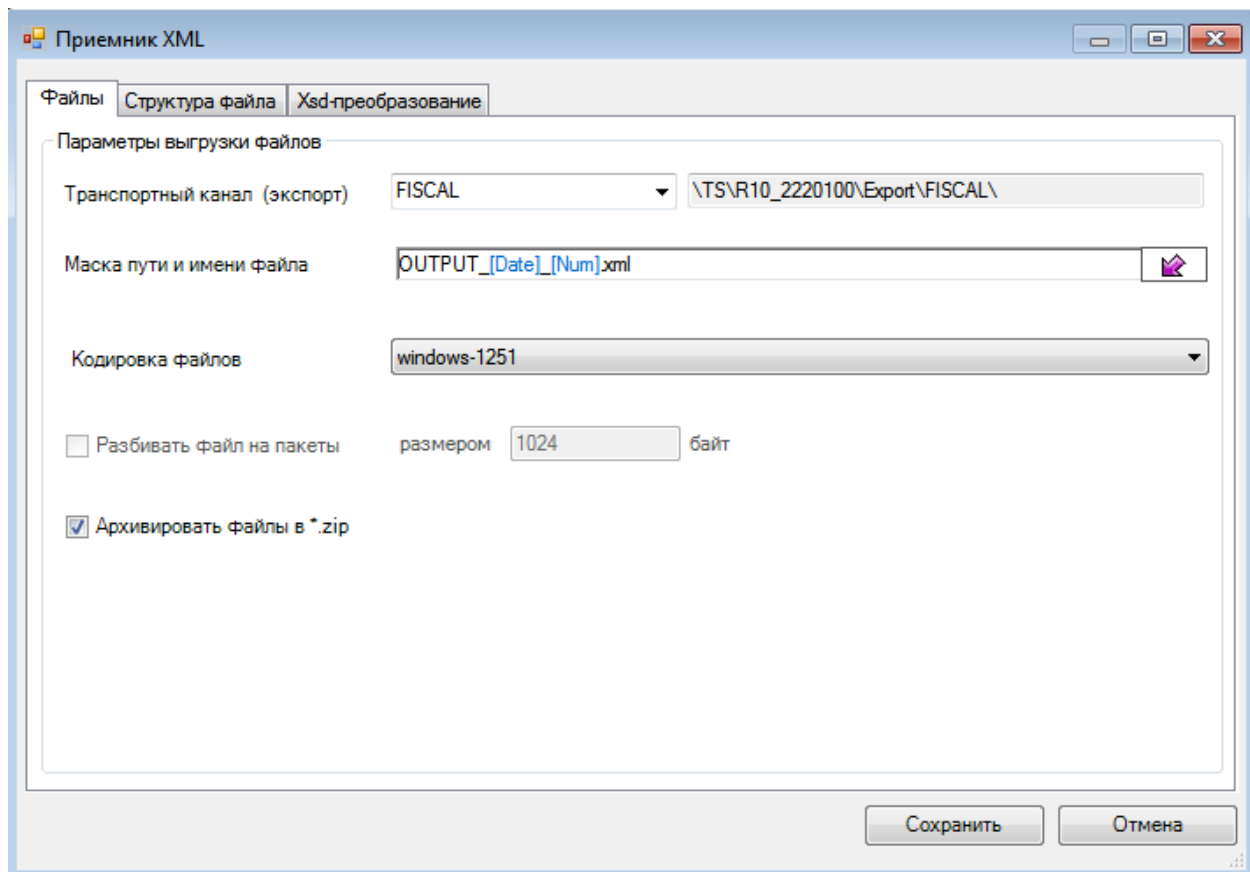 Приемник XML
Файлы Структура файла Xsd-преобразование
Параметры выгрузки файлов
Транспортный канал (экспорт) FISCAL \TS\R10_2220100\Export\FISCAL\
Маска пути и имени файла OUTPUT_[Date]_[Num].xml
Кодировка файлов windows-1251
Разбивать файл на пакеты размером 1024 байт
Архивировать файлы в *.zip
Сохранить Отмена